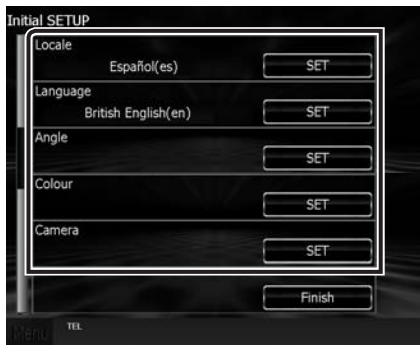 Initial SETUP
Locale
Español(es) SET
Language
British English(en) SET
Angle
SET
Colour
SET
Camera
SET
Finish
Menu TEL